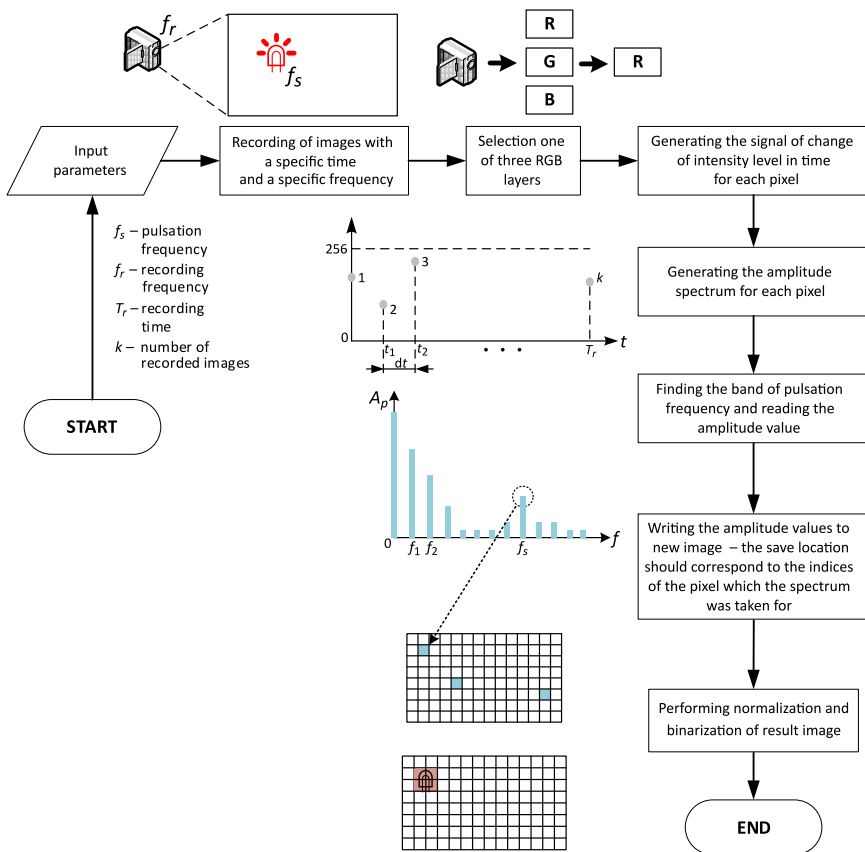 f_r
f_s
R
G
B
R
Input
parameters
Recording of images with
a specific time
and a specific frequency
Selection one
of three RGB
layers
Generating the signal of change
of intensity level in time
for each pixel
f_s – pulsation
frequency
f_r – recording
frequency
T_r – recording
time
k – number of
recorded images
START
256
1
2
3
k
0
t_1
t_2
. . .
T_r
t
dt
Generating the amplitude
spectrum for each pixel
A_p
0
f_1
f_2
f_s
f
Finding the band of pulsation
frequency and reading the
amplitude value
Writing the amplitude values to
new image – the save location
should correspond to the indices
of the pixel which the spectrum
was taken for
Performing normalization and
binarization of result image
END